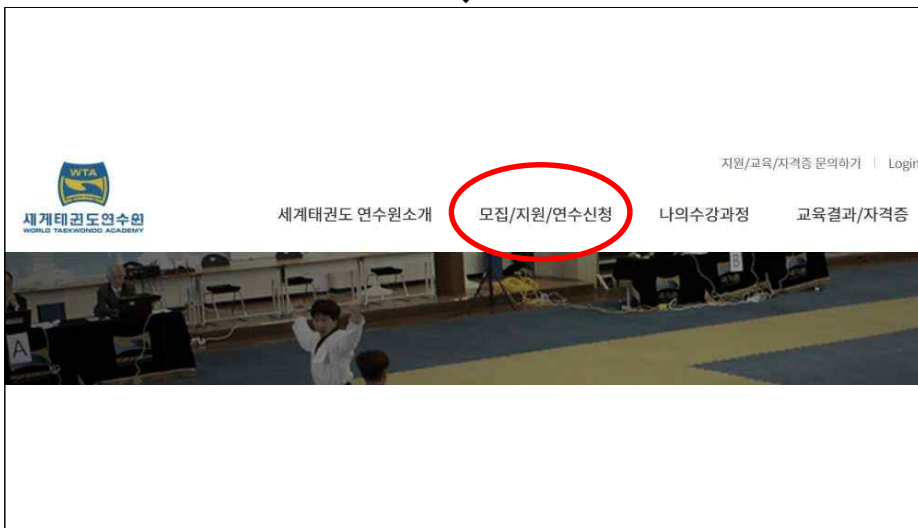 지원/교육/자격증 문의하기 Login
WTA
세계태권도연수원
WORLD TAEKWONDO ACADEMY
세계태권도 연수원소개 모집/지원/연수신청 나의수강과정 교육결과/자격증
B
A